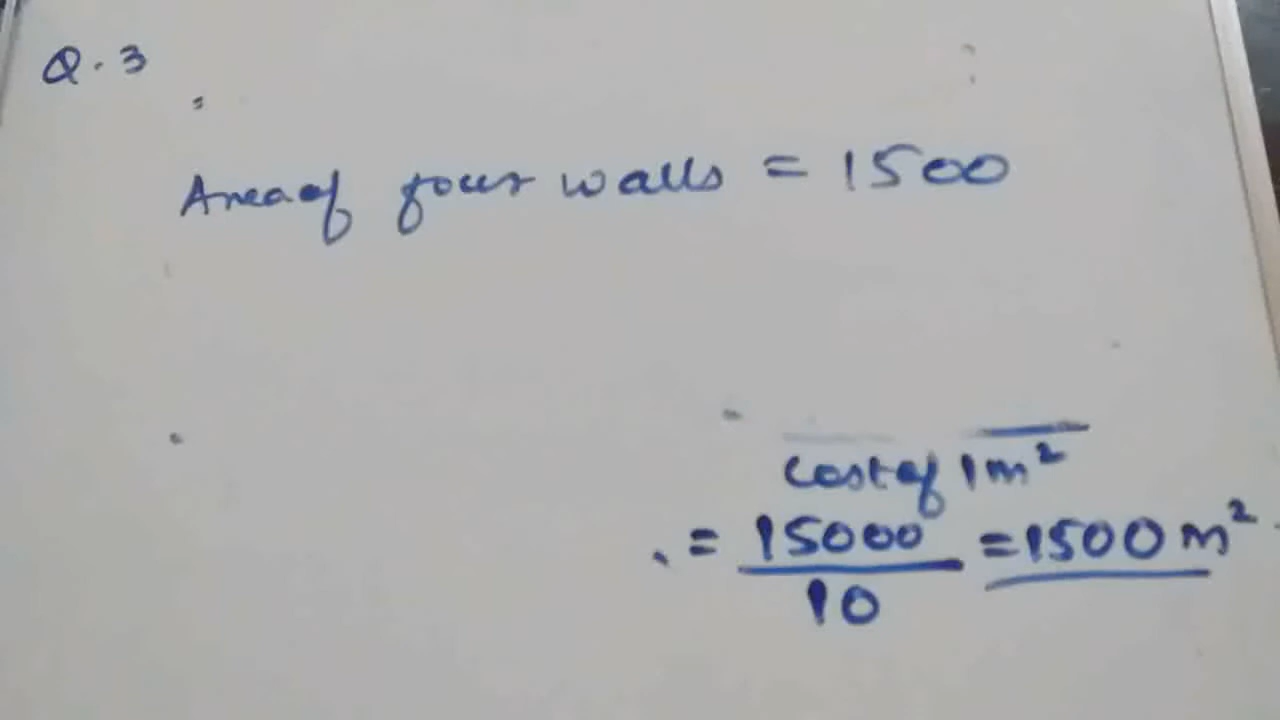 Q.3
Area of four walls = 1500
Cost of 1m²
= 15000 = 1500 m²
10